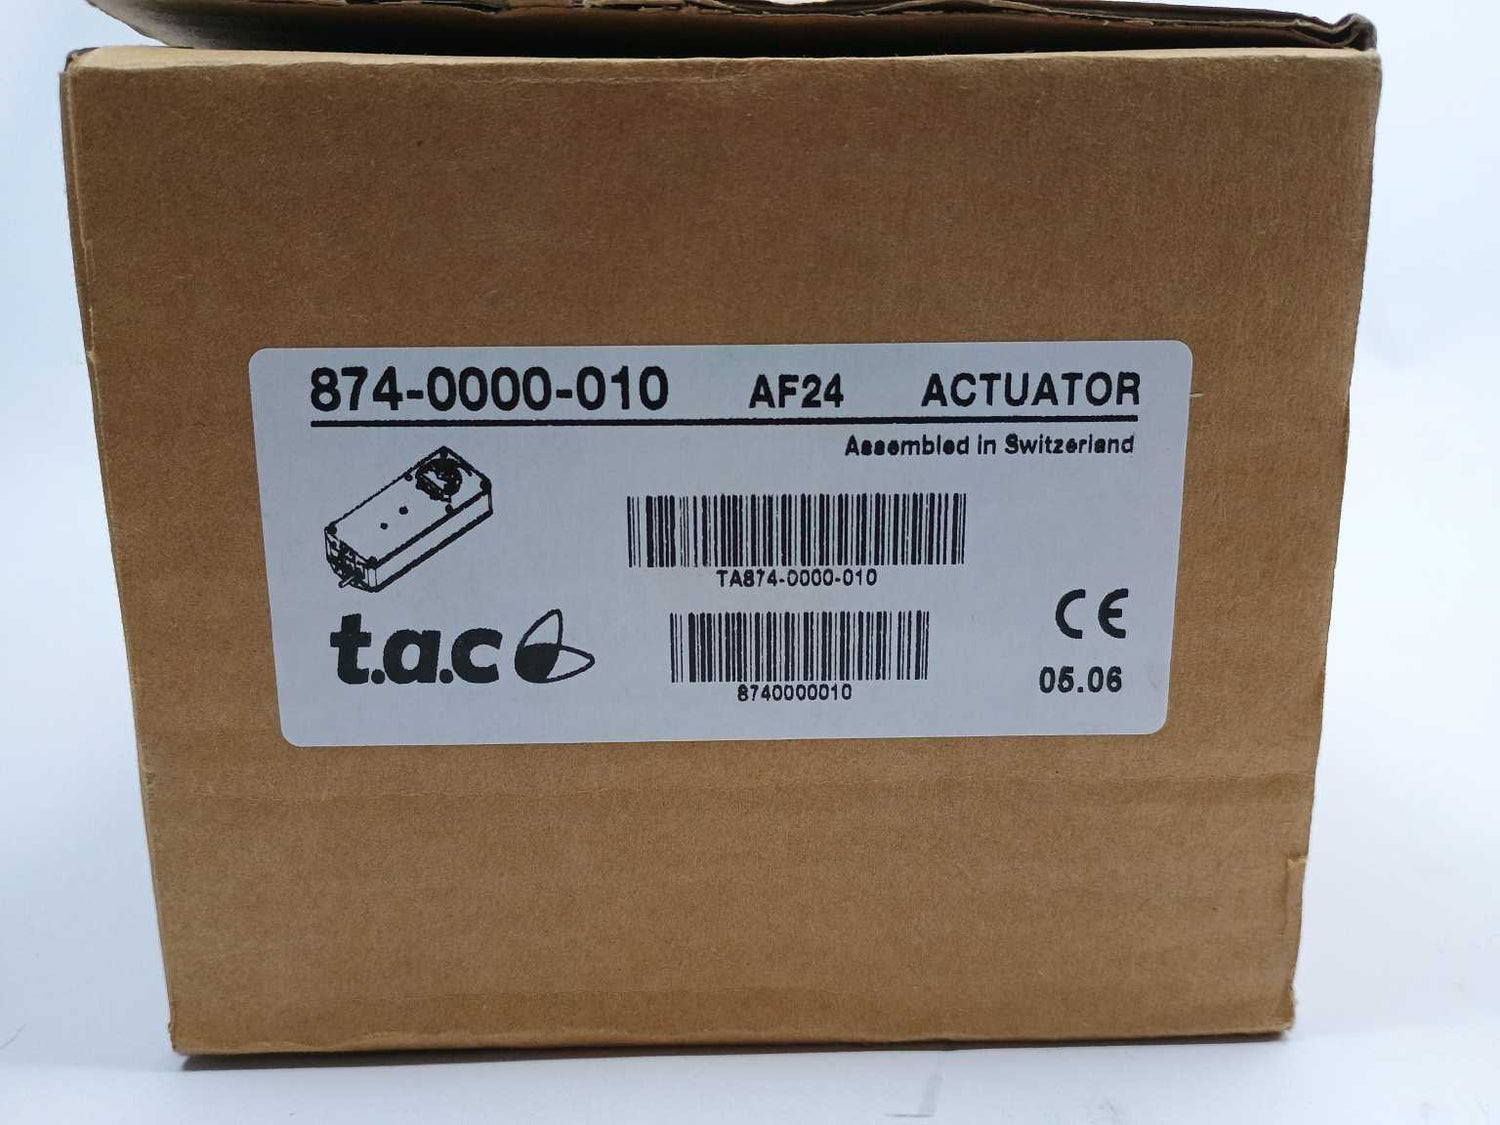 874-0000-010 AF24 ACTUATOR
Assembled in Switzerland
TA874-0000-010
t.a.c
8740000010
CE
05.06